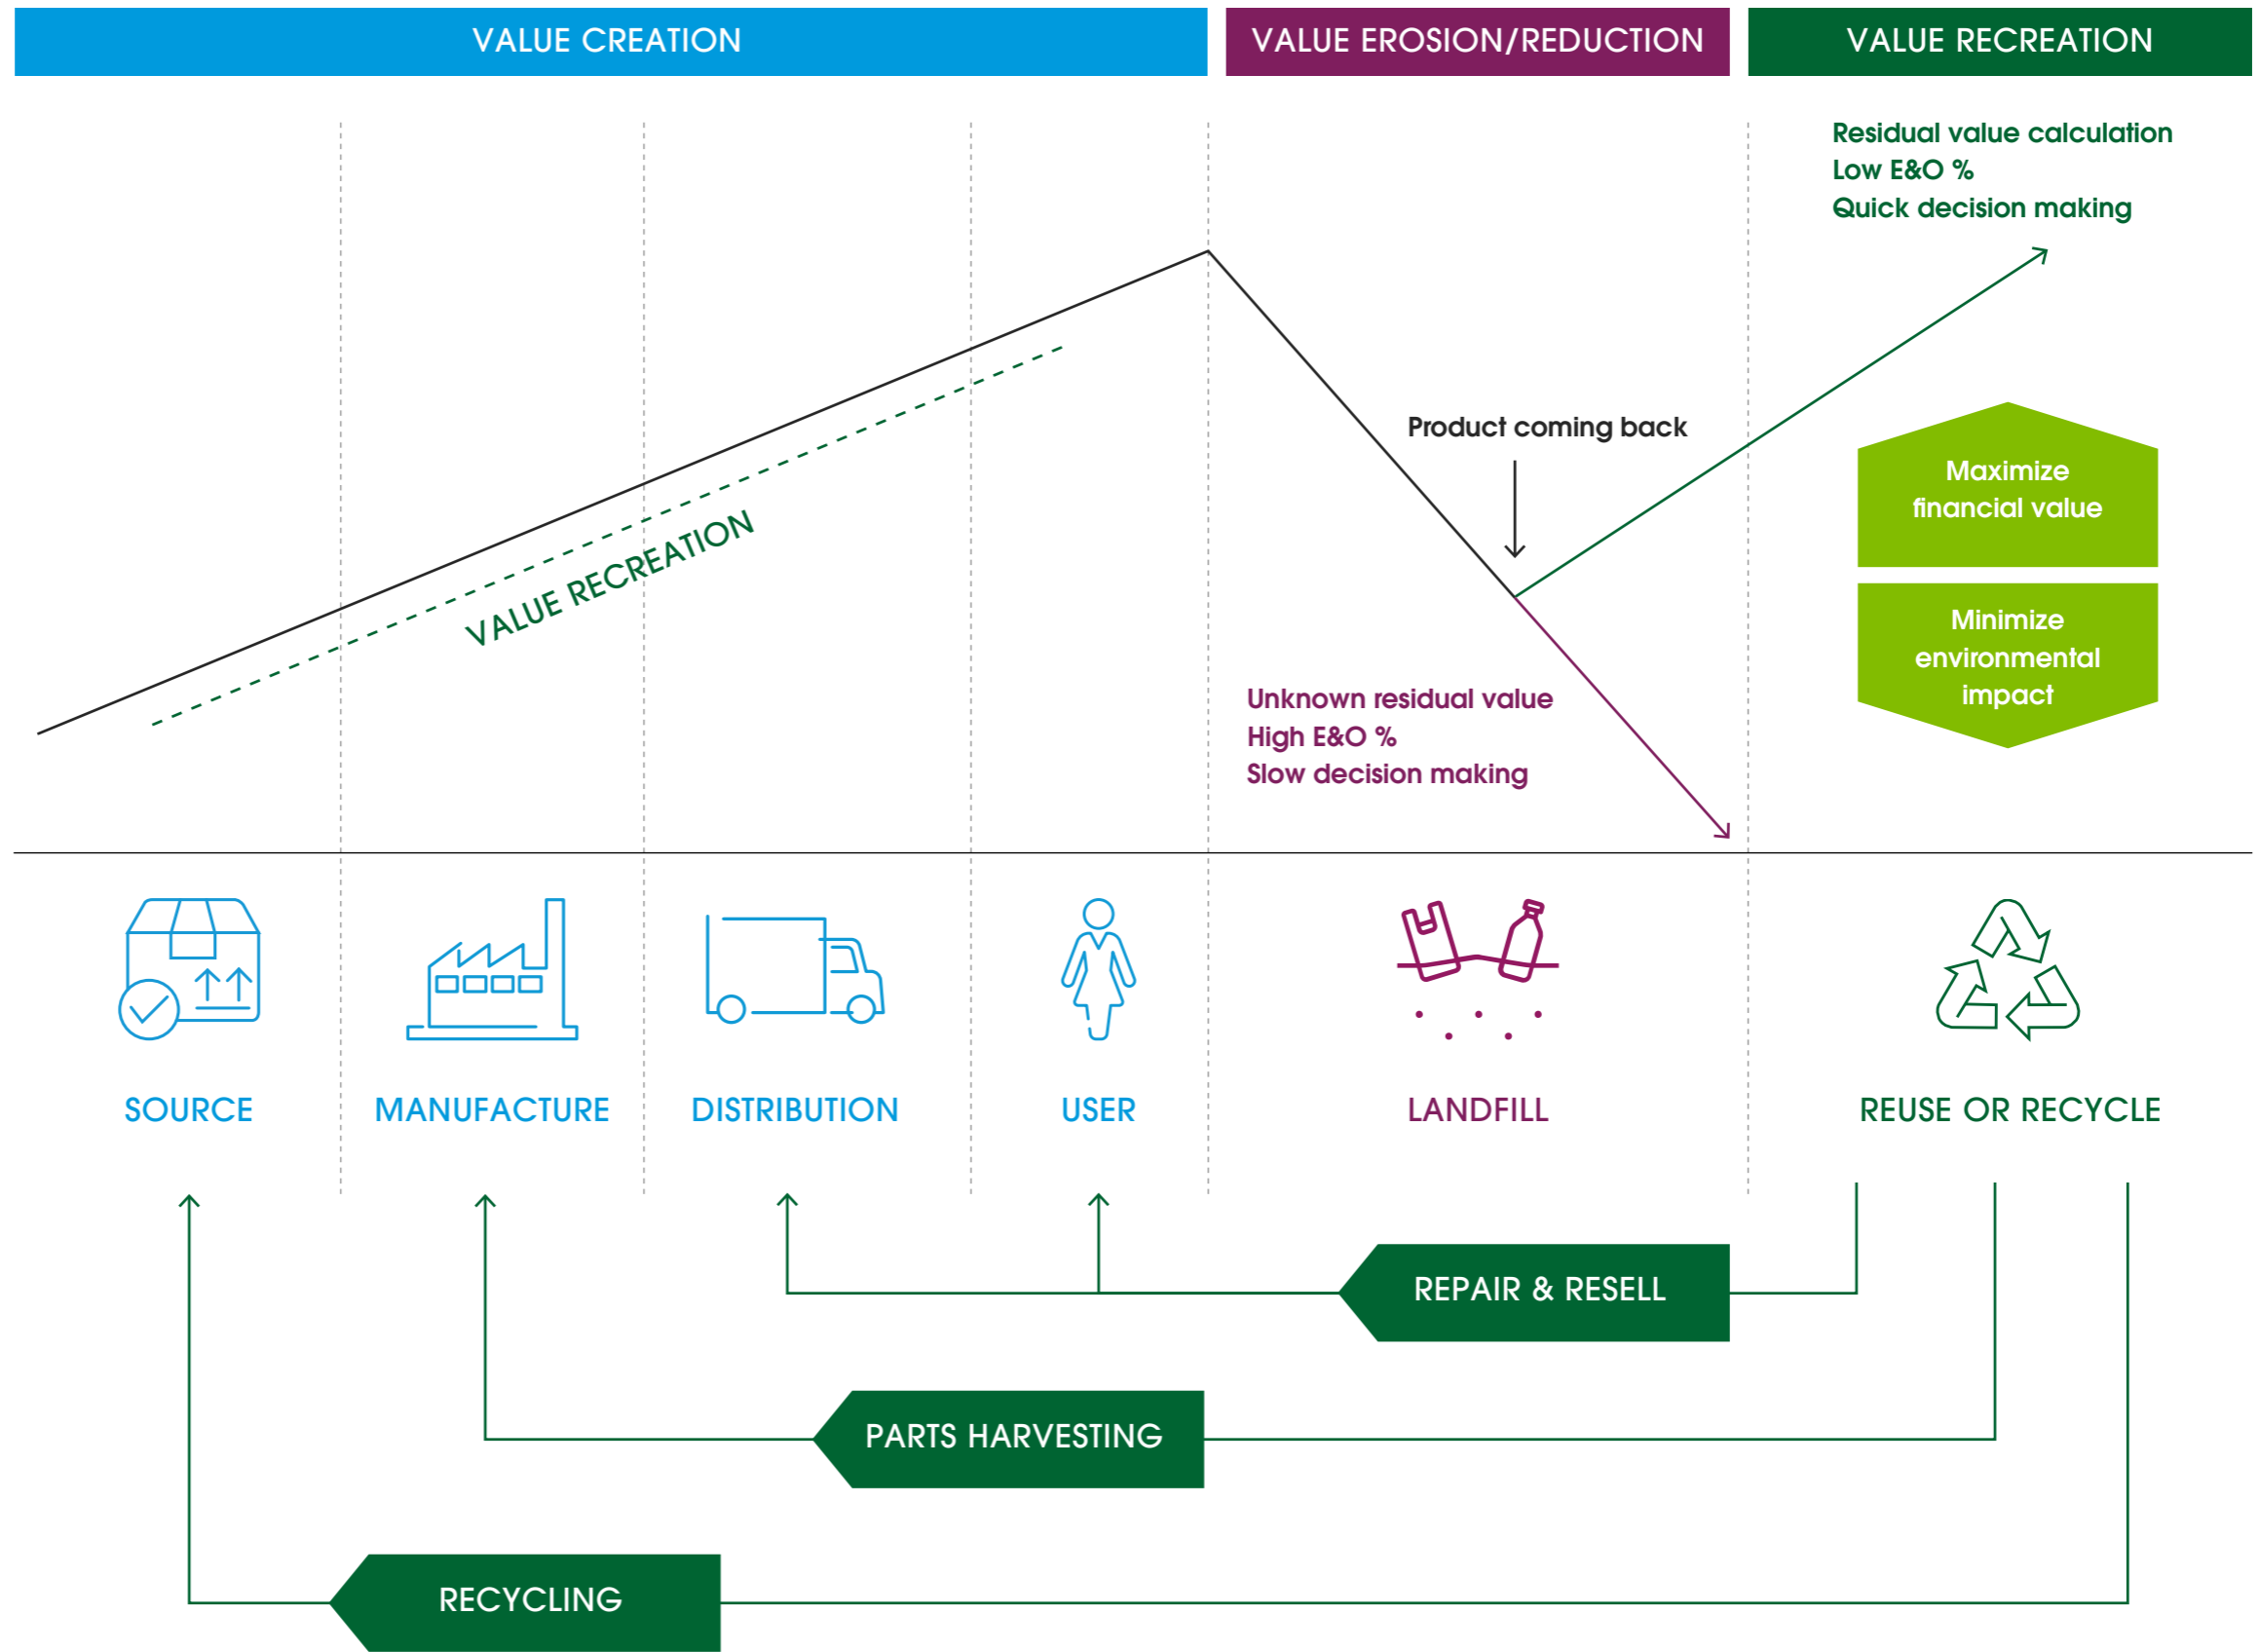 VALUE CREATION
VALUE EROSION/REDUCTION
VALUE RECREATION
Residual value calculation
Low E&O %
Quick decision making
Product coming back
Maximize
financial value
VALUE RECREATION
Minimize
environmental
impact
Unknown residual value
High E&O %
Slow decision making
SOURCE
MANUFACTURE
DISTRIBUTION
USER
LANDFILL
REUSE OR RECYCLE
REPAIR & RESELL
PARTS HARVESTING
RECYCLING